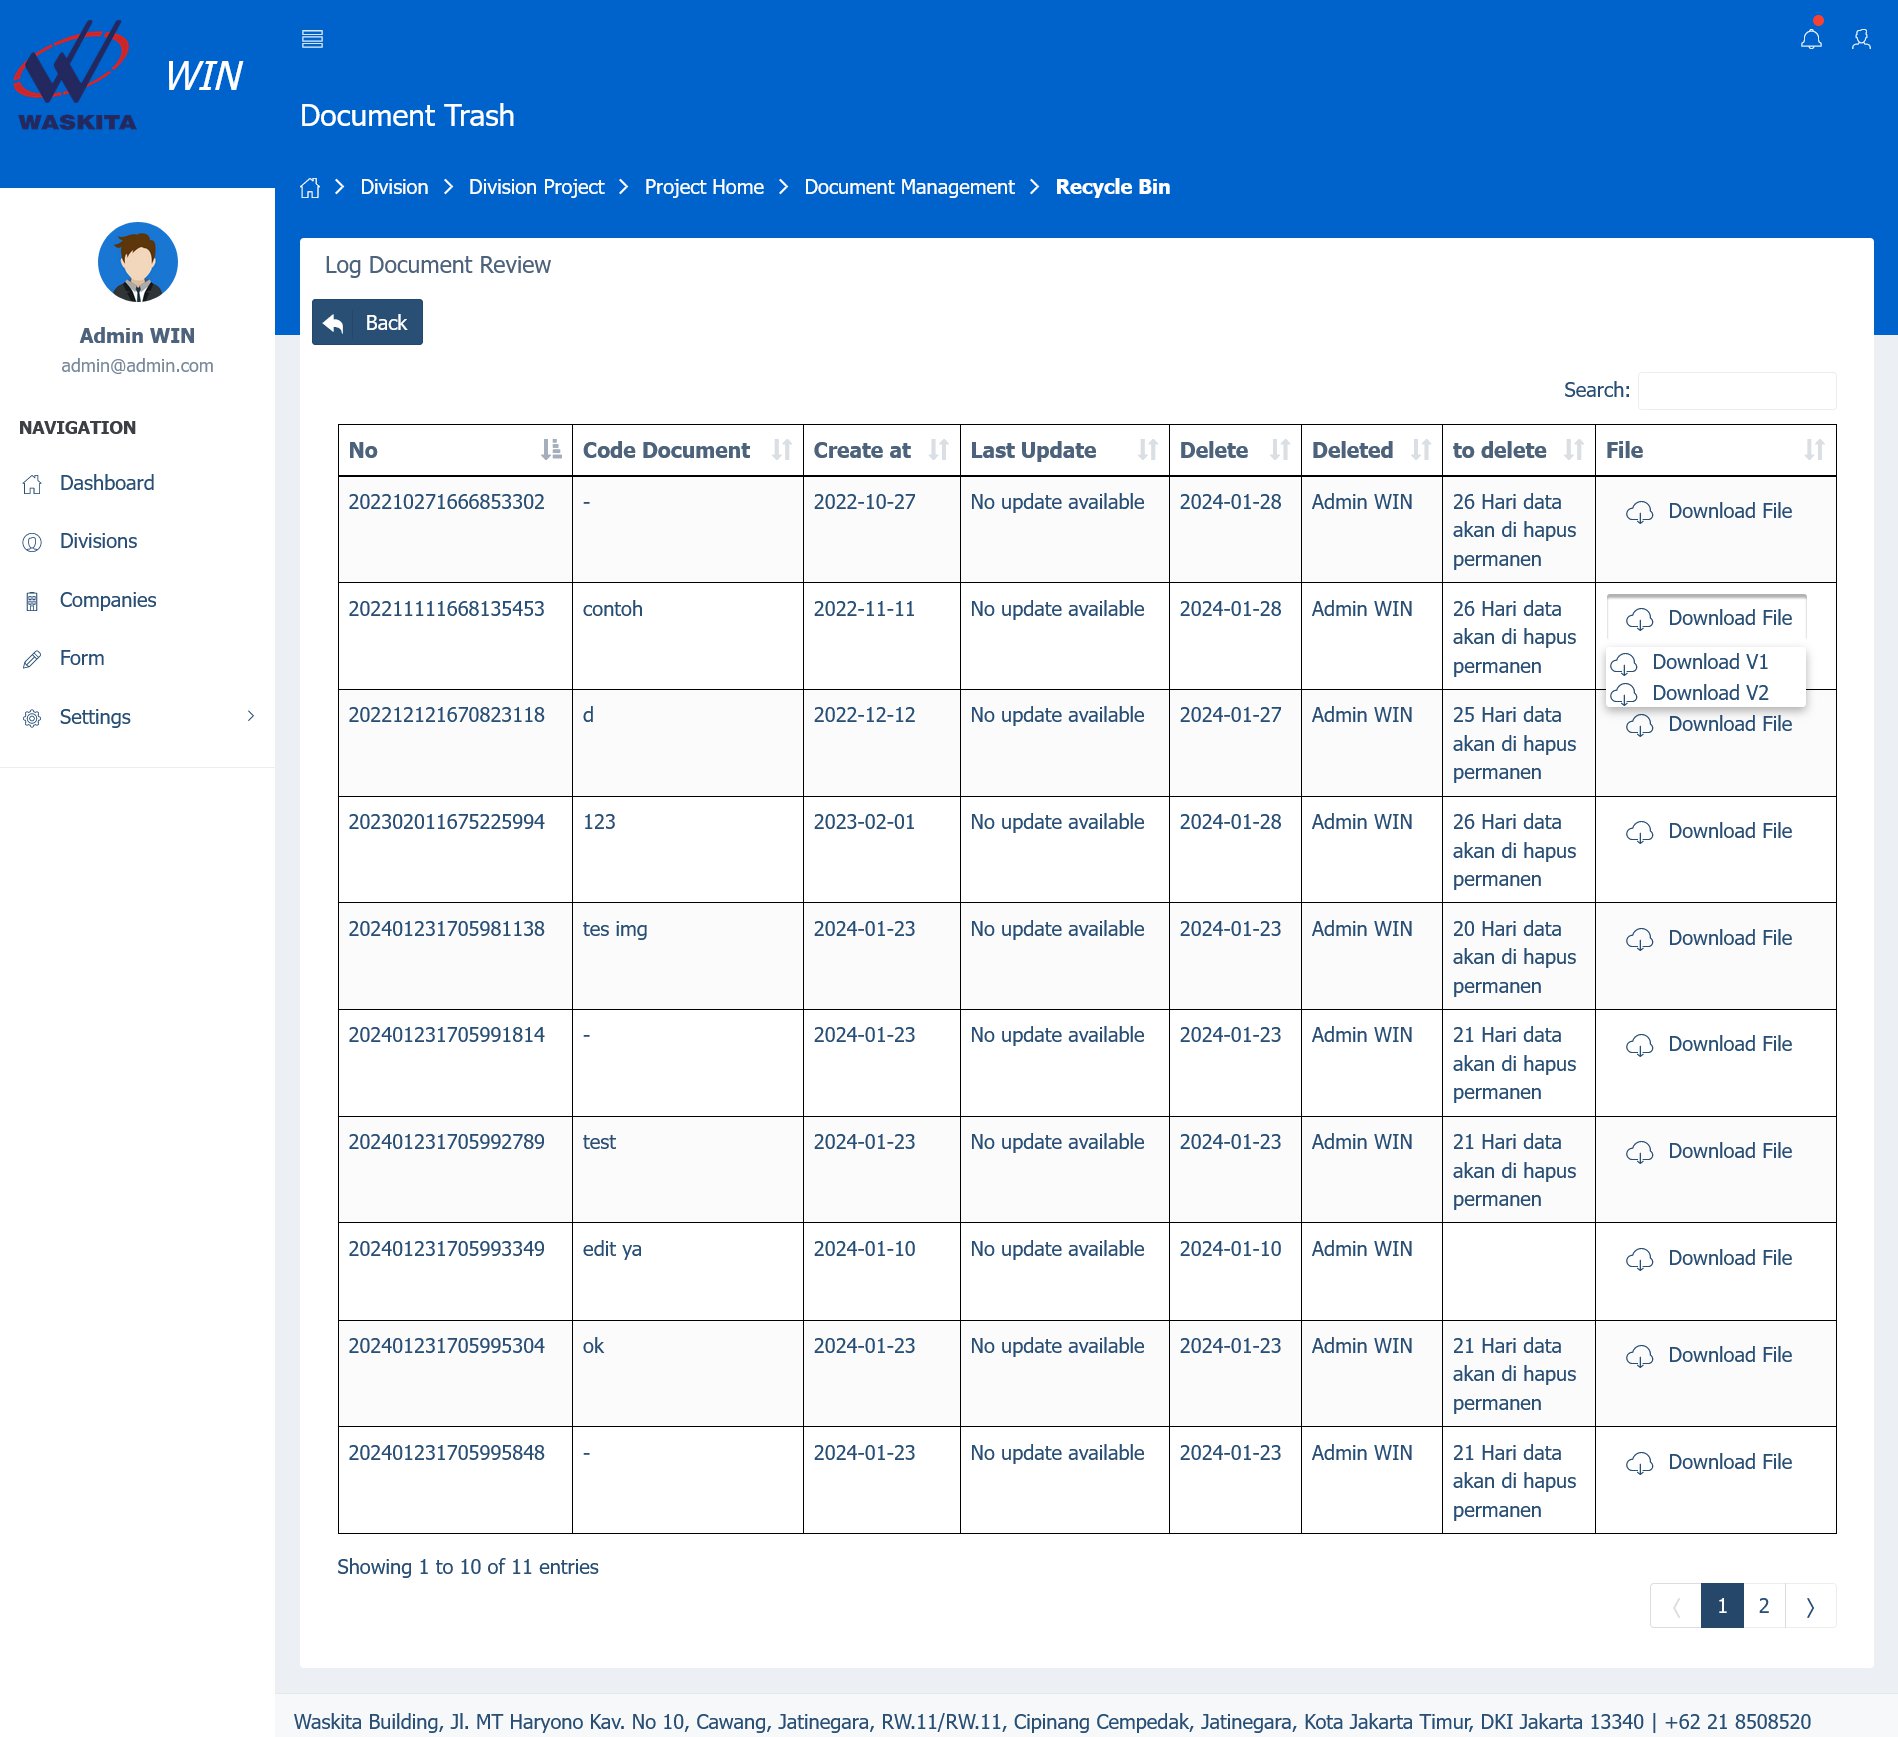 WASKITA
WIN
Document Trash
Division Division Project Project Home Document Management Recycle Bin
Admin WIN
admin@admin.com
NAVIGATION
Dashboard
Divisions
Companies
Form
Settings
Log Document Review
Back
Search:
No Code Document Create at Last Update Delete Deleted to delete File
202210271666853302 - 2022-10-27 No update available 2024-01-28 Admin WIN 26 Hari data Download File
akan di hapus
permanen
202211111668135453 contoh 2022-11-11 No update available 2024-01-28 Admin WIN 26 Hari data Download File
akan di hapus
permanen Download V1
Download V2
202212121670823118 d 2022-12-12 No update available 2024-01-27 Admin WIN 25 Hari data Download File
akan di hapus
permanen
202302011675225994 123 2023-02-01 No update available 2024-01-28 Admin WIN 26 Hari data Download File
akan di hapus
permanen
202401231705981138 tes img 2024-01-23 No update available 2024-01-23 Admin WIN 20 Hari data Download File
akan di hapus
permanen
202401231705991814 - 2024-01-23 No update available 2024-01-23 Admin WIN 21 Hari data Download File
akan di hapus
permanen
202401231705992789 test 2024-01-23 No update available 2024-01-23 Admin WIN 21 Hari data Download File
akan di hapus
permanen
202401231705993349 edit ya 2024-01-10 No update available 2024-01-10 Admin WIN Download File
202401231705995304 ok 2024-01-23 No update available 2024-01-23 Admin WIN 21 Hari data Download File
akan di hapus
permanen
202401231705995848 - 2024-01-23 No update available 2024-01-23 Admin WIN 21 Hari data Download File
akan di hapus
permanen
Showing 1 to 10 of 11 entries
1 2
Waskita Building, Jl. MT Haryono Kav. No 10, Cawang, Jatinegara, RW.11/RW.11, Cipinang Cempedak, Jatinegara, Kota Jakarta Timur, DKI Jakarta 13340 | +62 21 8508520